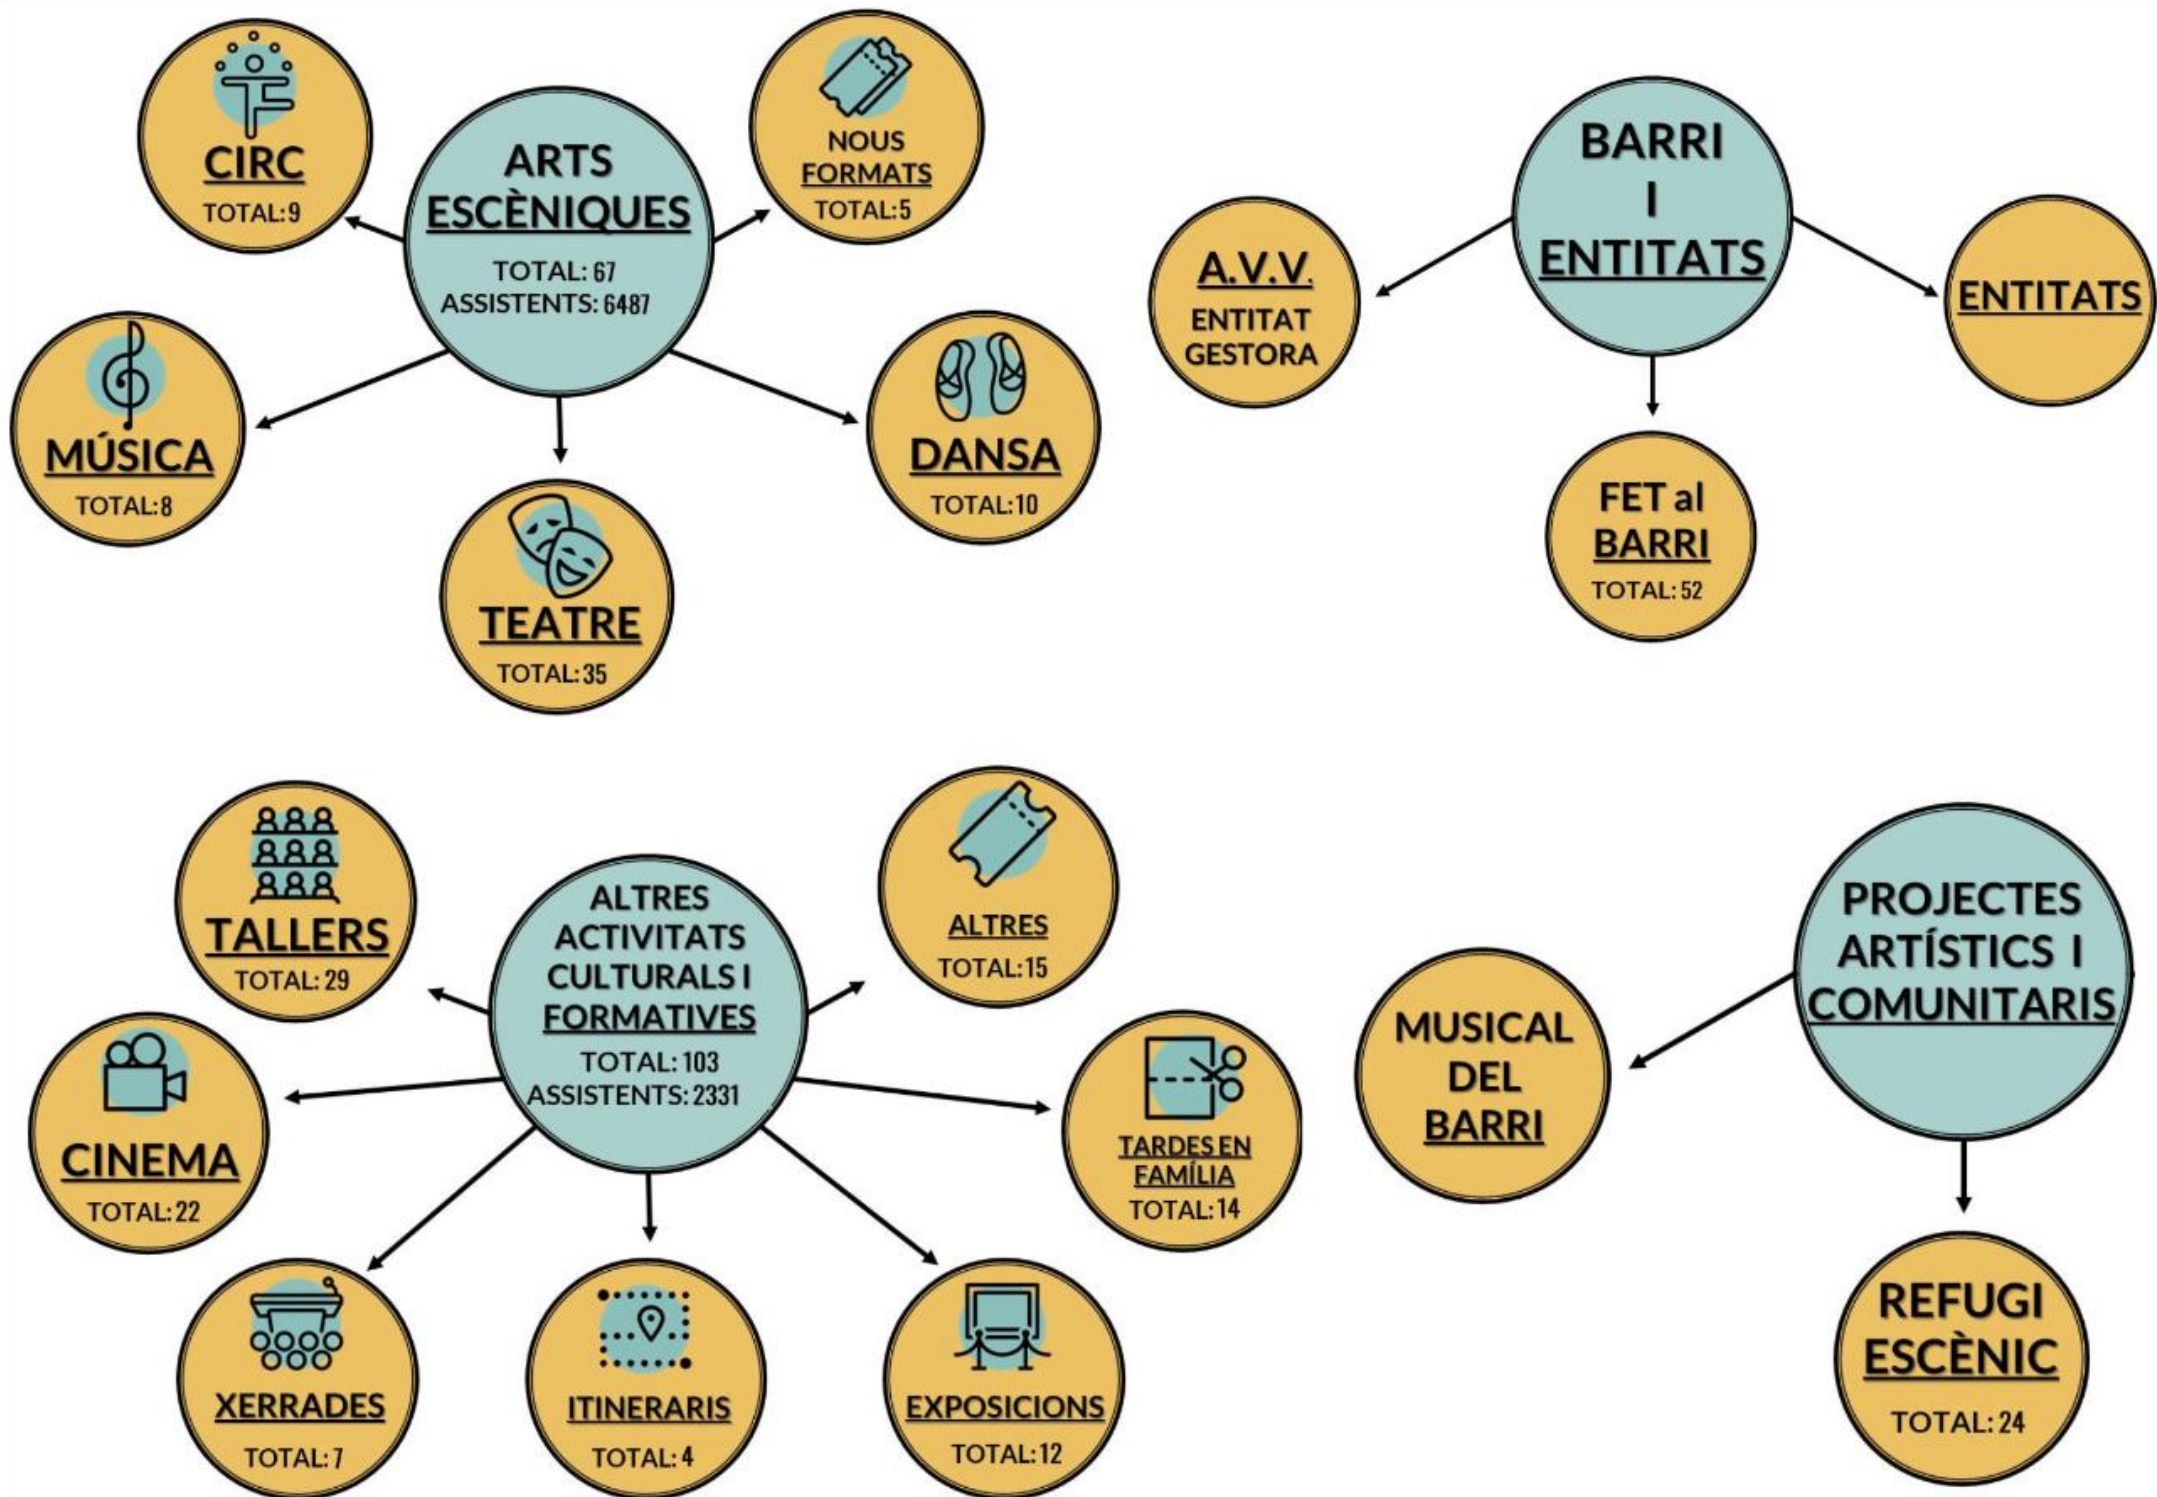 CIRC
TOTAL: 9
ARTS
ESCÈNIQUES
TOTAL: 67
ASSISTENTS: 6487
NOUS
FORMATS
TOTAL: 5
MÚSICA
TOTAL: 8
TEATRE
TOTAL: 35
DANSA
TOTAL: 10
BARRI
I
ENTITATS
A.V.V.
ENTITAT
GESTORA
FET al
BARRI
TOTAL: 52
ENTITATS
TALLERS
TOTAL: 29
ALTRES
ACTIVITATS
CULTURALS I
FORMATIVES
TOTAL: 103
ASSISTENTS: 2331
ALTRES
TOTAL: 15
CINEMA
TOTAL: 22
TARDES EN
FAMÍLIA
TOTAL: 14
XERRADES
TOTAL: 7
ITINERARIS
TOTAL: 4
EXPOSICIONS
TOTAL: 12
PROJECTES
ARTÍSTICS I
COMUNITARIS
MUSICAL
DEL
BARRI
REFUGI
ESCÈNIC
TOTAL: 24